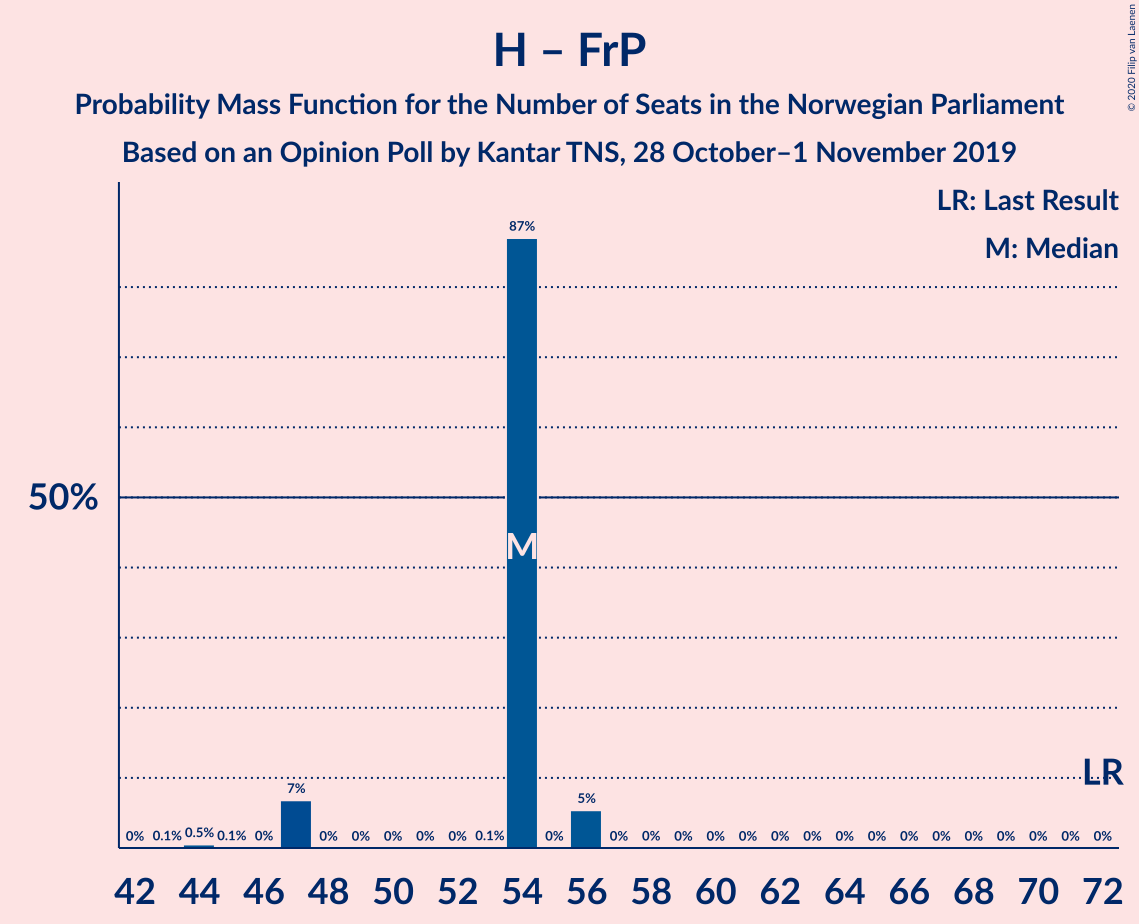 H – FrP
Probability Mass Function for the Number of Seats in the Norwegian Parliament
Based on an Opinion Poll by Kantar TNS, 28 October–1 November 2019
© 2020 Filip van Laenen
LR: Last Result
M: Median
87%
50%
M
LR
7%
5%
0% 0.1% 0.5% 0.1% 0% 0% 0% 0% 0% 0% 0.1% 0% 0% 0% 0% 0% 0% 0% 0% 0% 0% 0% 0% 0% 0% 0% 0% 0%
42 44 46 48 50 52 54 56 58 60 62 64 66 68 70 72